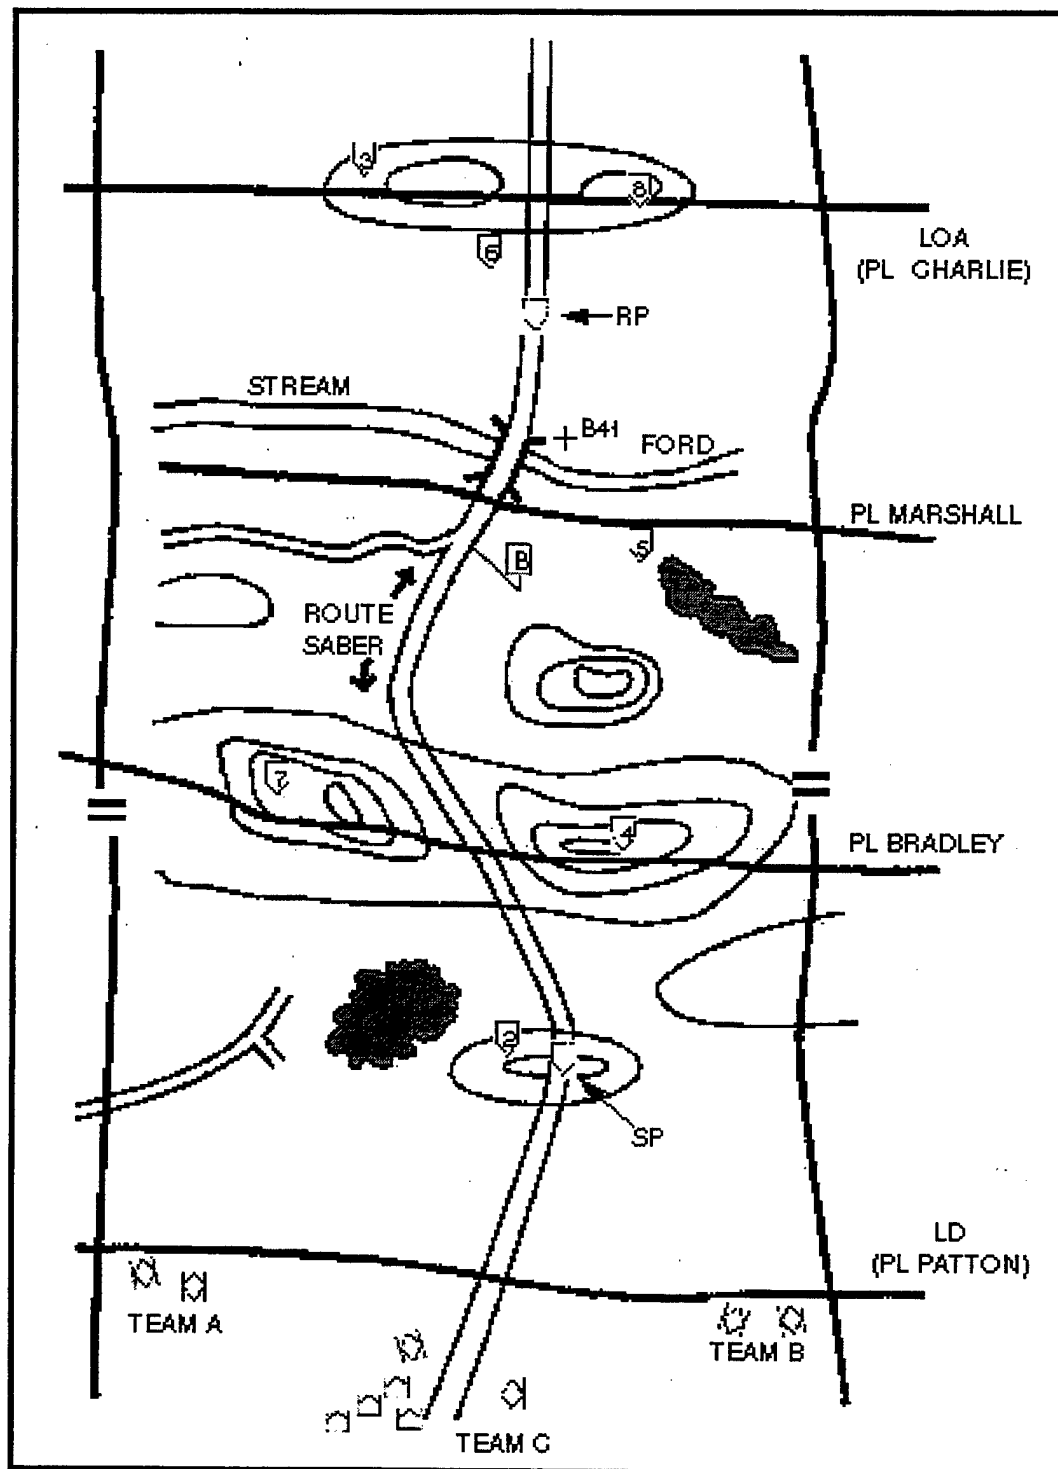 3
8
LOA
(PL CHARLIE)
6
RP
STREAM
B41
FORD
PL MARSHALL
5
B
ROUTE
SABER
7
4
PL BRADLEY
2
SP
LD
(PL PATTON)
TEAM A
TEAM B
TEAM C